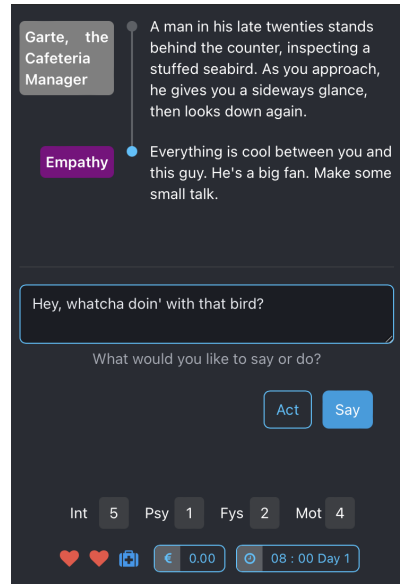 Garte, the
Cafeteria
Manager
A man in his late twenties stands
behind the counter, inspecting a
stuffed seabird. As you approach,
he gives you a sideways glance,
then looks down again.
Empathy
Everything is cool between you and
this guy. He's a big fan. Make some
small talk.
Hey, whatcha doin' with that bird?
What would you like to say or do?
Act Say
Int 5 Psy 1 Fys 2 Mot 4
€ 0.00 08 : 00 Day 1